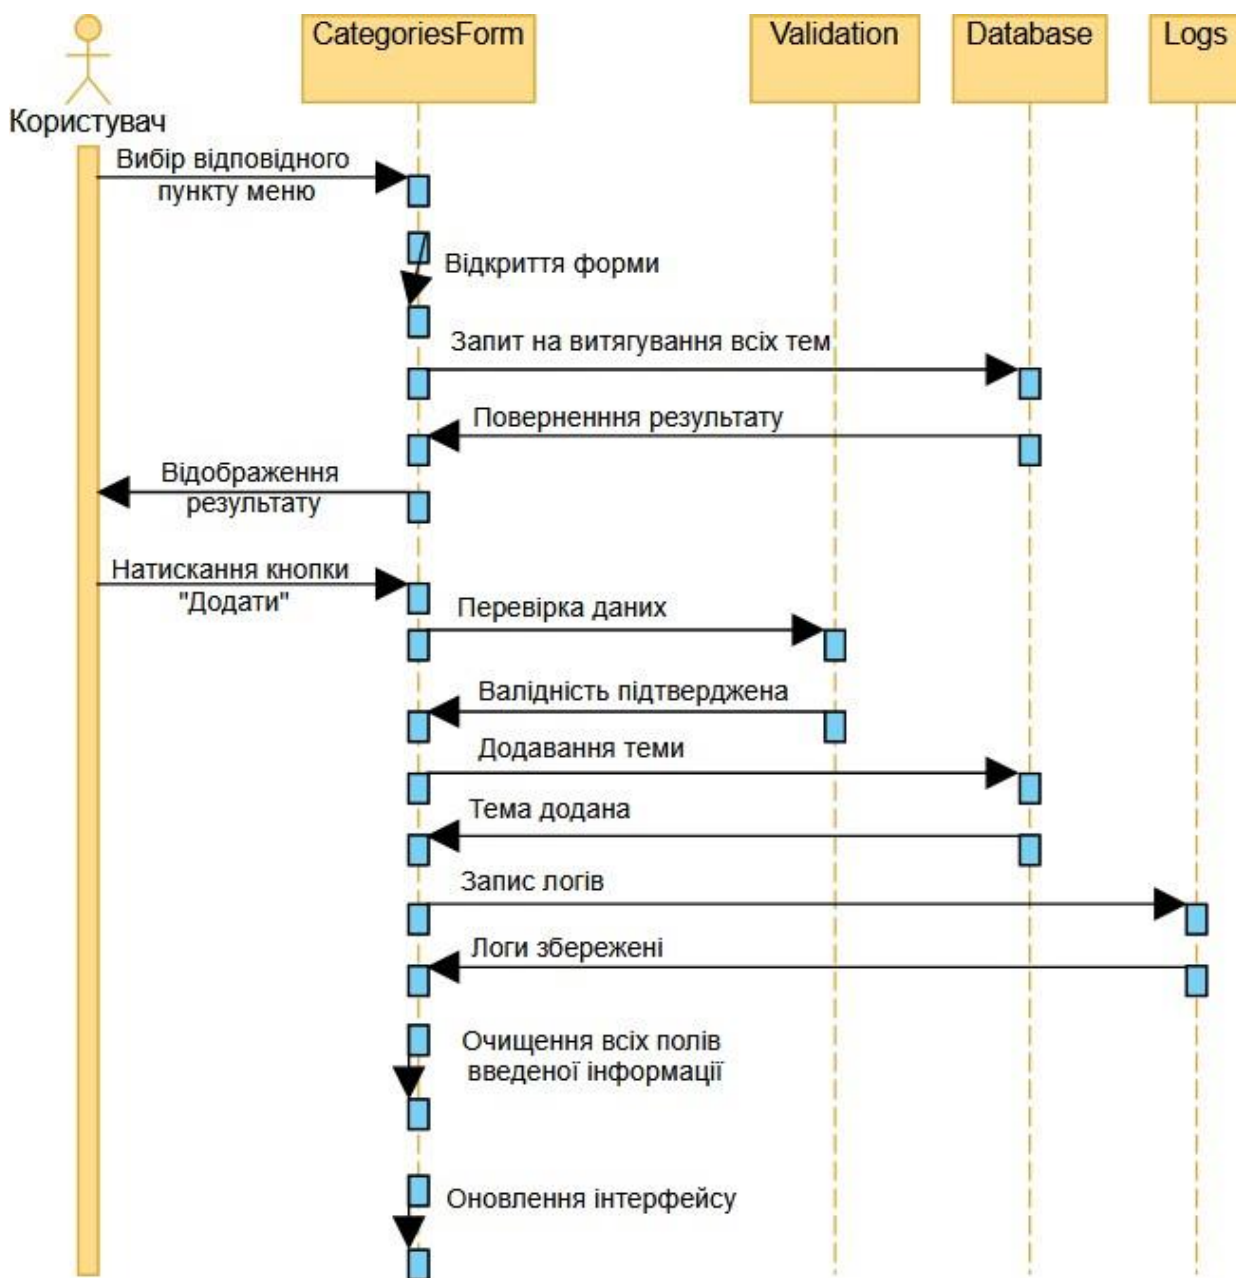 CategoriesForm
Validation
Database
Logs
Користувач
Вибір відповідного
пункту меню
Відкриття форми
Запит на витягування всіх тем
Поверненння результату
Відображення
результату
Натискання кнопки
"Додати"
Перевірка даних
Валідність підтверджена
Додавання теми
Тема додана
Запис логів
Логи збережені
Очищення всіх полів
введеної інформації
Оновлення інтерфейсу